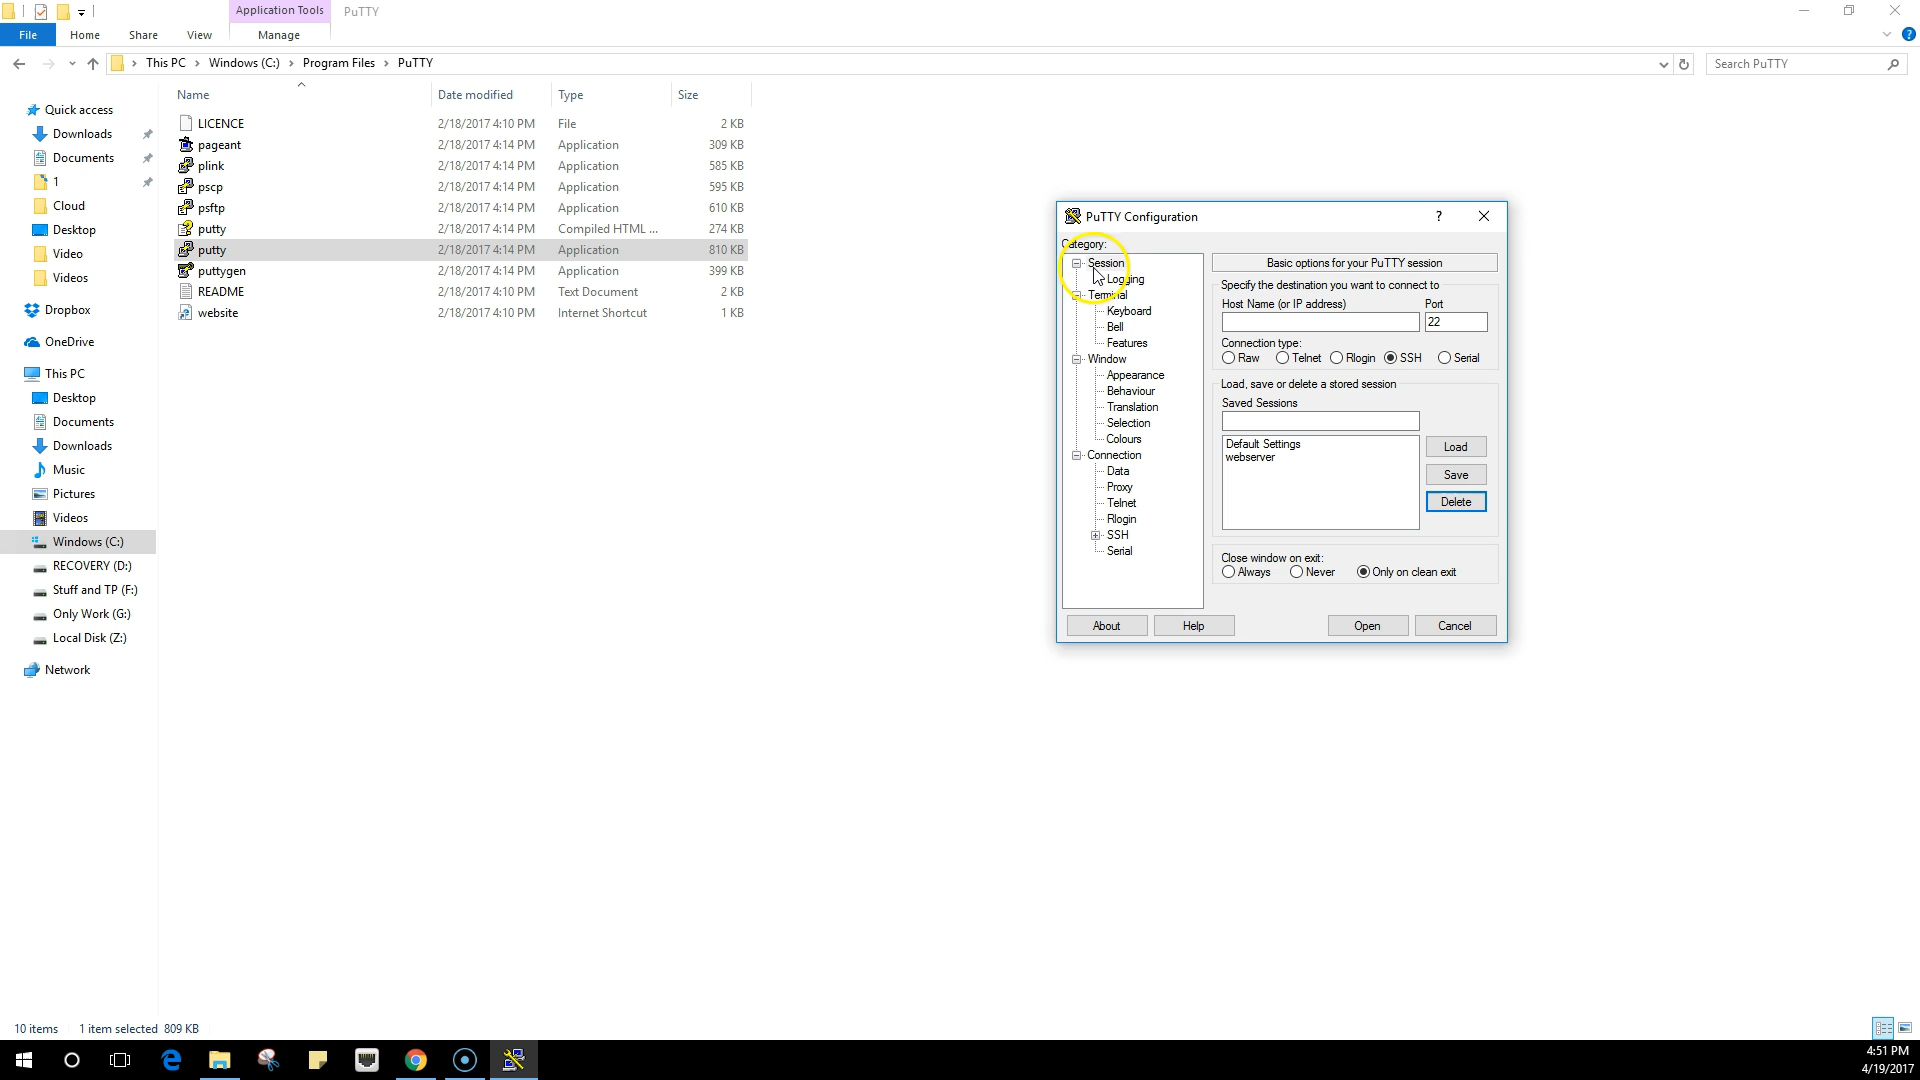 Application Tools PuTTY
File Home Share View Manage
This PC Windows (C:) Program Files PuTTY Search PuTTY
Name Date modified Type Size
LICENCE 2/18/2017 4:10 PM File 2 KB
pageant 2/18/2017 4:14 PM Application 309 KB
plink 2/18/2017 4:14 PM Application 585 KB
pscp 2/18/2017 4:14 PM Application 595 KB
psftp 2/18/2017 4:14 PM Application 610 KB
putty 2/18/2017 4:14 PM Compiled HTML ... 274 KB
putty 2/18/2017 4:14 PM Application 810 KB
puttygen 2/18/2017 4:14 PM Application 399 KB
README 2/18/2017 4:10 PM Text Document 2 KB
website 2/18/2017 4:10 PM Internet Shortcut 1 KB
Quick access
Downloads
Documents
1
Cloud
Desktop
Video
Videos
Dropbox
OneDrive
This PC
Desktop
Documents
Downloads
Music
Pictures
Videos
Windows (C:)
RECOVERY (D:)
Stuff and TP (F:)
Only Work (G:)
Local Disk (Z:)
Network
PuTTY Configuration ?
Category:
Session
Logging
Terminal
Keyboard
Bell
Features
Window
Appearance
Behaviour
Translation
Selection
Colours
Connection
Data
Proxy
Telnet
Rlogin
SSH
Serial
Basic options for your PuTTY session
Specify the destination you want to connect to
Host Name (or IP address) Port
22
Connection type:
Raw Telnet Rlogin SSH Serial
Load, save or delete a stored session
Saved Sessions
Default Settings
webserver
Load
Save
Delete
Close window on exit:
Always Never Only on clean exit
About Help Open Cancel
10 items 1 item selected 809 KB
4:51 PM
4/19/2017